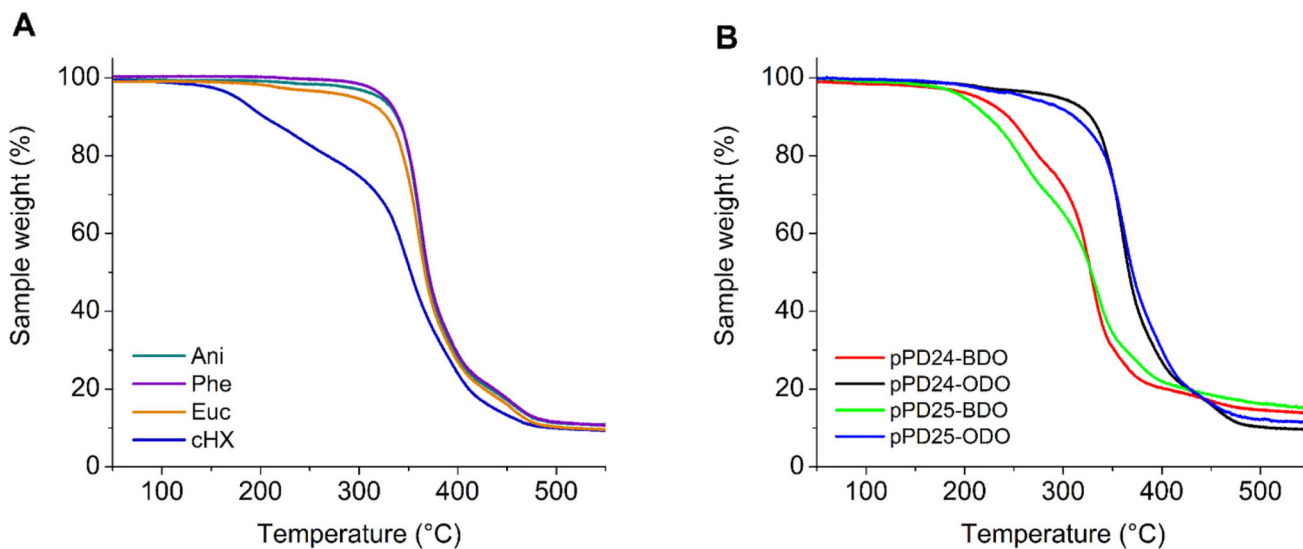 A
Sample weight (%)
100
80
60
40
20
0
Ani
Phe
Euc
cHX
100 200 300 400 500
Temperature (°C)
B
Sample weight (%)
100
80
60
40
20
0
pPD24-BDO
pPD24-ODO
pPD25-BDO
pPD25-ODO
100 200 300 400 500
Temperature (°C)